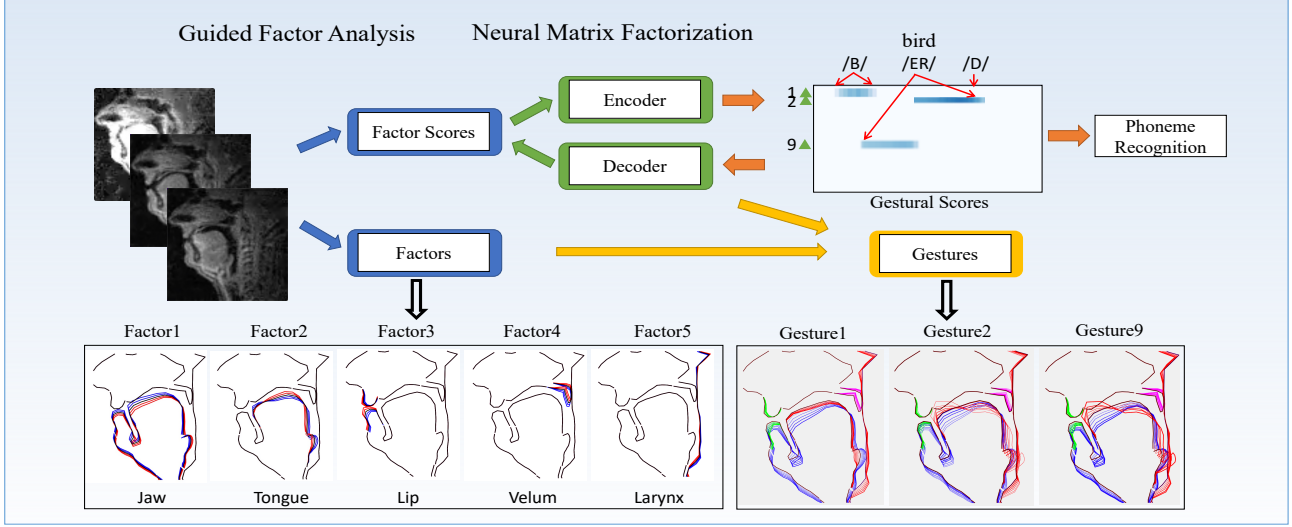 Guided Factor Analysis
Neural Matrix Factorization
bird
/B/
/ER/
/D/
Factor Scores
Encoder
Decoder
1
2
9
Phoneme
Recognition
Gestural Scores
Factors
Gestures
Factor1
Factor2
Factor3
Factor4
Factor5
Gesture1
Gesture2
Gesture9
Jaw
Tongue
Lip
Velum
Larynx